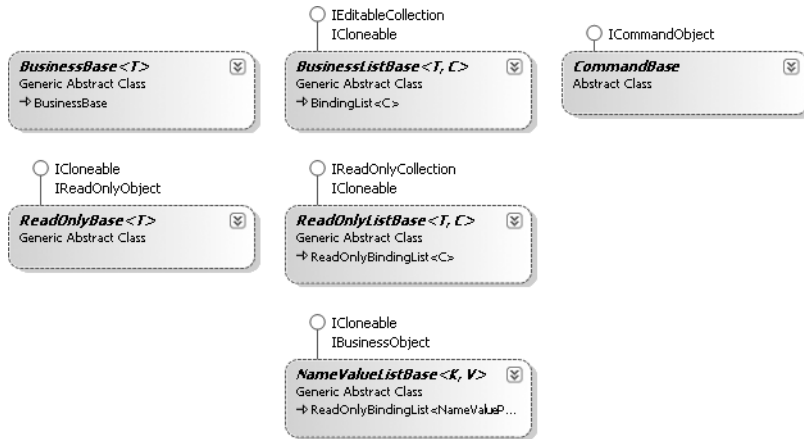 IEditableCollection
ICloneable
ICommandObject
BusinessBase<T>
Generic Abstract Class
BusinessBase
BusinessListBase<T, C>
Generic Abstract Class
BindingList<C>
CommandBase
Abstract Class
ICloneable
IReadOnlyObject
IReadOnlyCollection
ICloneable
ReadOnlyBase<T>
Generic Abstract Class
ReadOnlyListBase<T, C>
Generic Abstract Class
ReadOnlyBindingList<C>
ICloneable
IBusinessObject
NameValueListBase<K, V>
Generic Abstract Class
ReadOnlyBindingList<NameValueP...